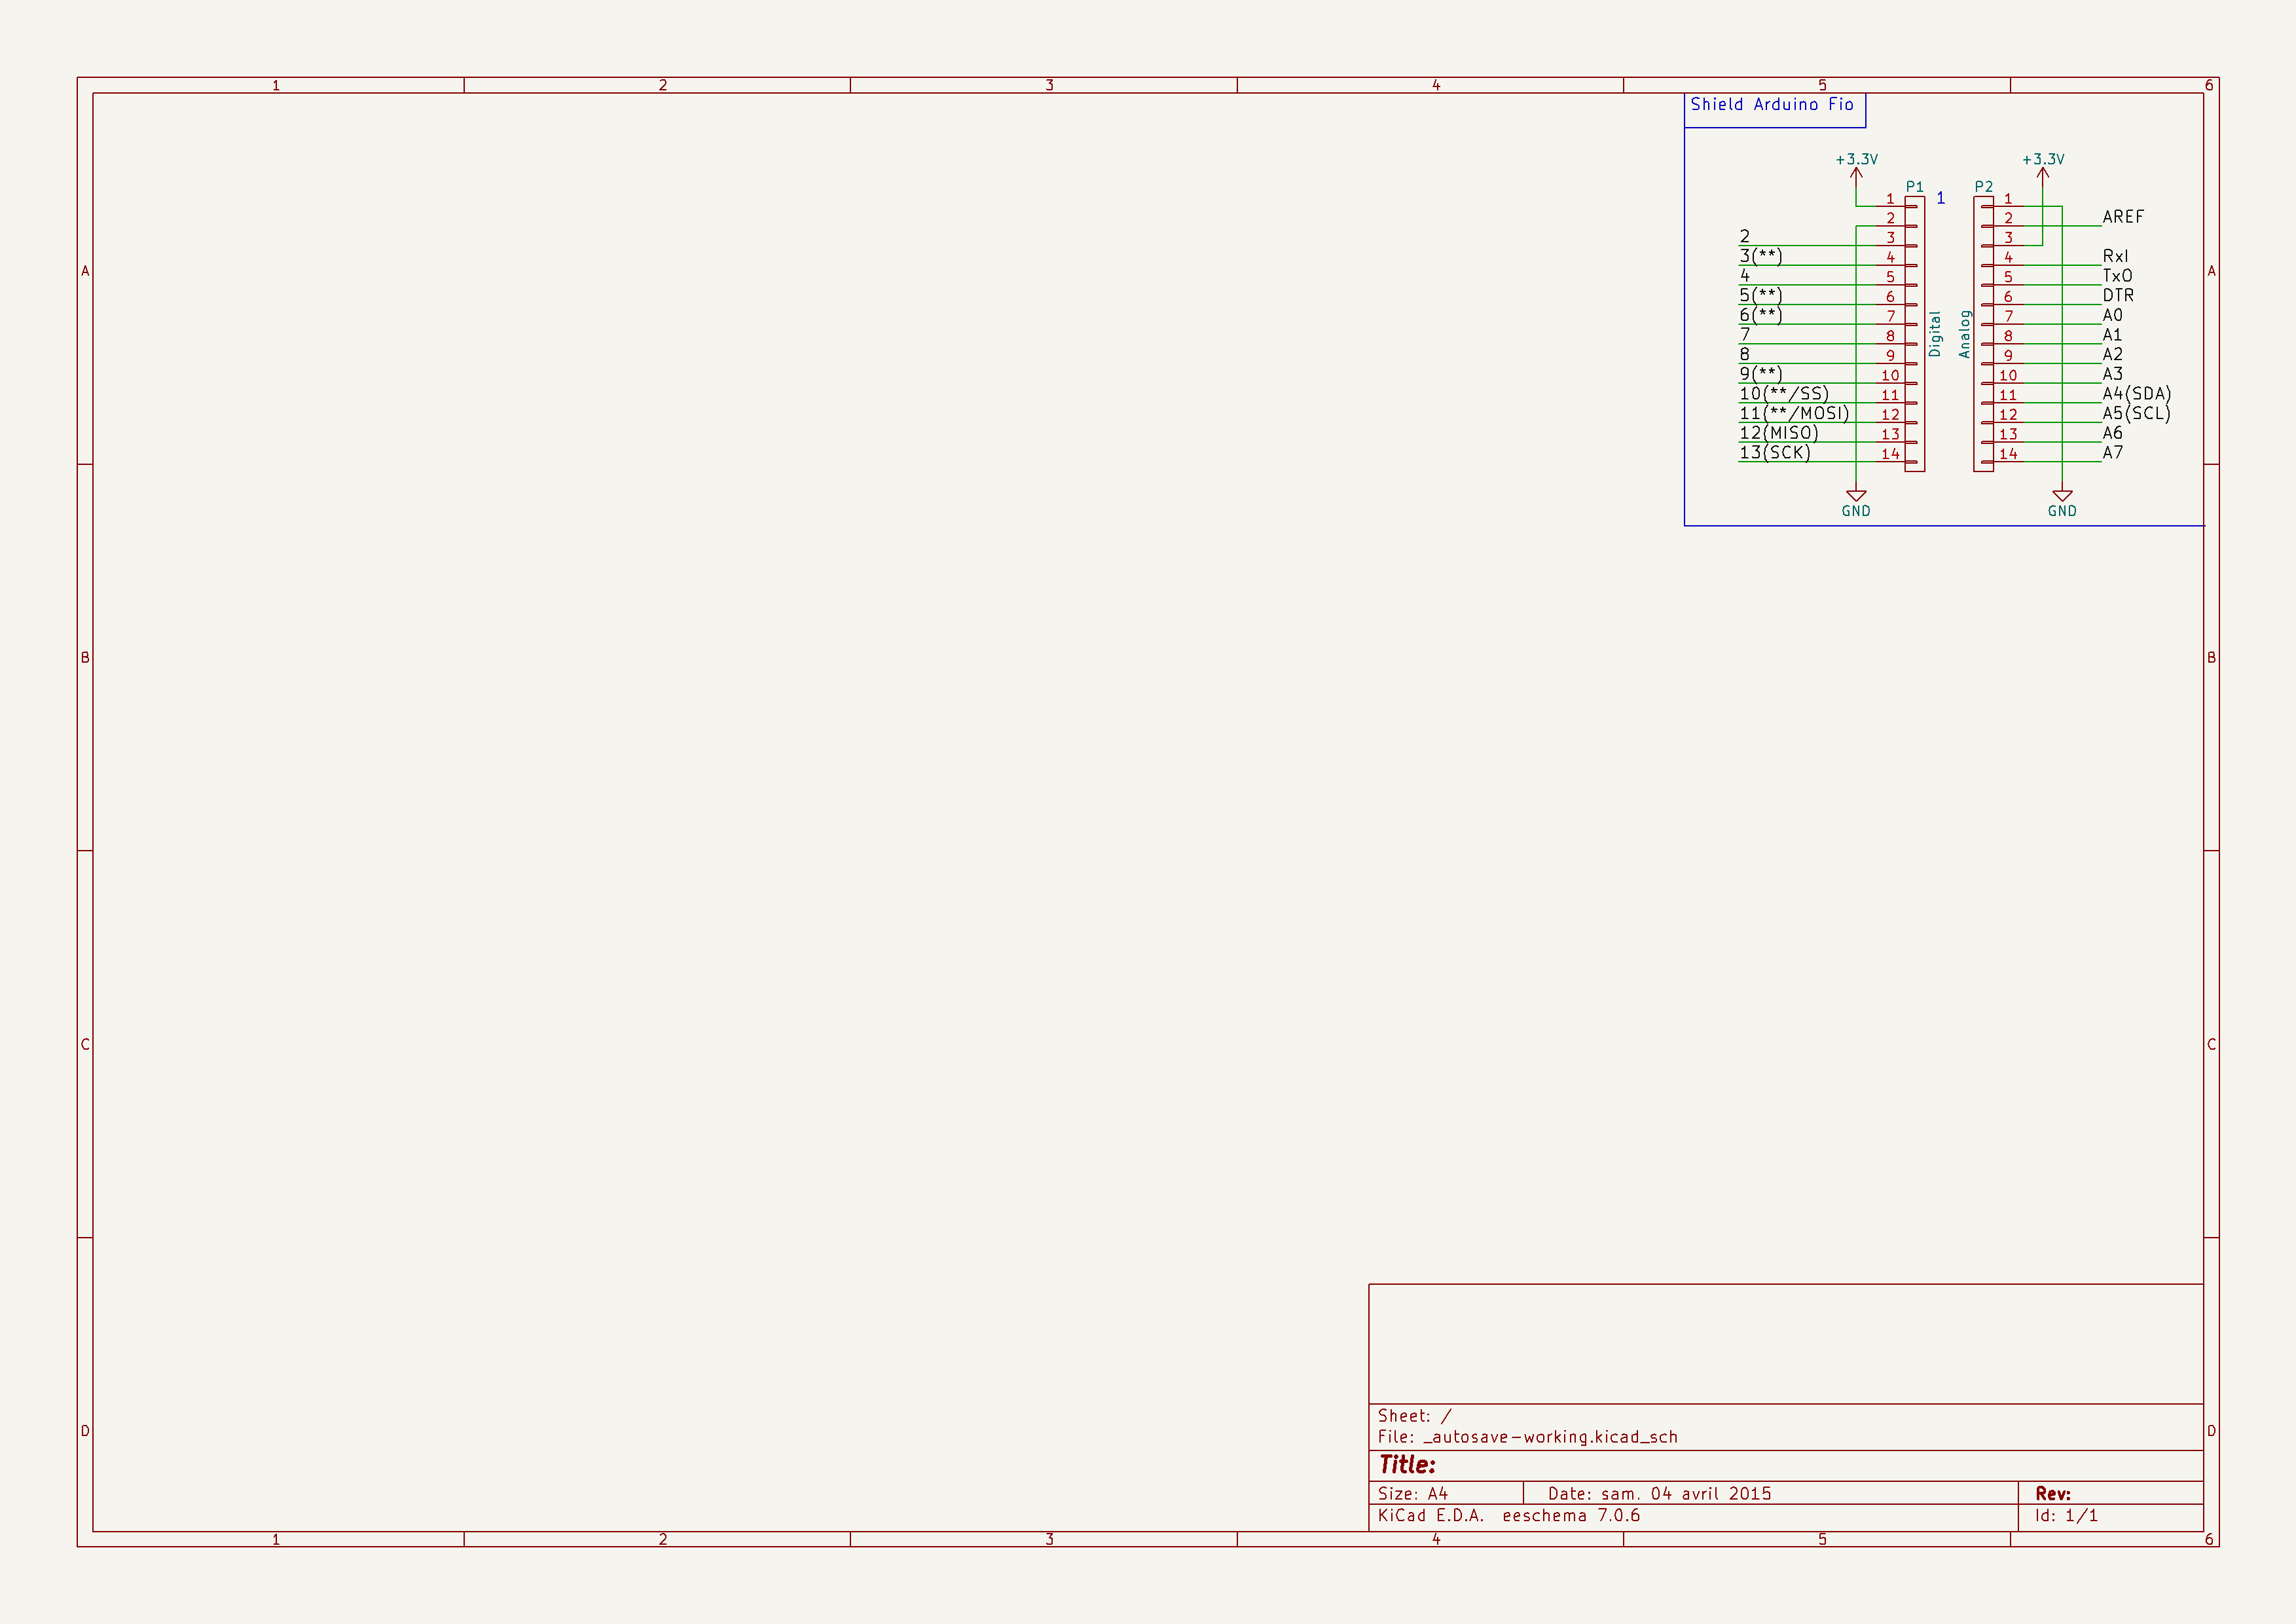 1 2 3 4 5 6
Shield Arduino Fio
+3.3V +3.3V
P1 1 P2
1 1
2 2 AREF
2 3 3
3(**) 4 4 RxI
4 5 5 TxO
5(**) 6 6 DTR
6(**) 7 7 A0
7 8 8 A1
8 9 9 A2
9(**) 10 10 A3
10(**/SS) 11 11 A4(SDA)
11(**/MOSI) 12 12 A5(SCL)
12(MISO) 13 13 A6
13(SCK) 14 14 A7
Digital
Analog
GND GND
A A
B B
C C
D D
Sheet: /
File: _autosave-working.kicad_sch
Title:
Size: A4 Date: sam. 04 avril 2015 Rev:
KiCad E.D.A. eeschema 7.0.6 Id: 1/1
1 2 3 4 5 6